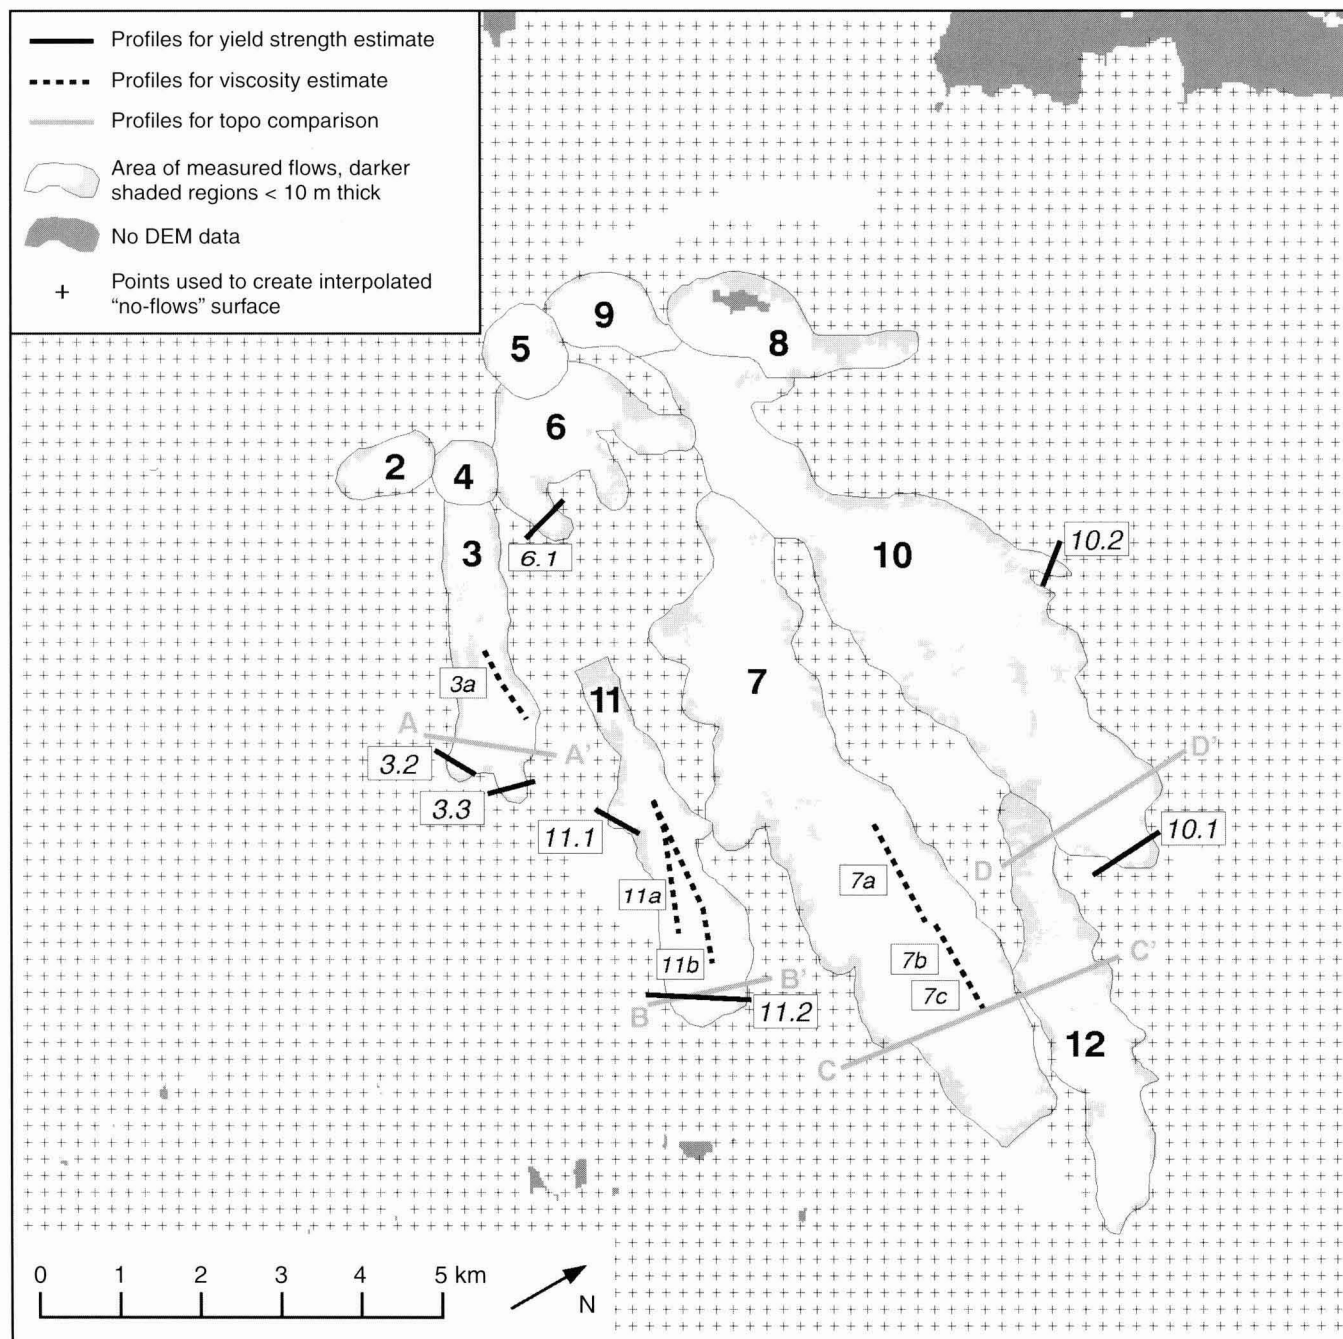 Profiles for yield strength estimate
Profiles for viscosity estimate
Profiles for topo comparison
Area of measured flows, darker
shaded regions < 10 m thick
No DEM data
+ Points used to create interpolated
“no-flows” surface
9
8
5
6
2
4
3
6.1
10
10.2
3a
7
11
A
A'
D'
3.2
3.3
11.1
10.1
D
7a
11a
11b
7b
C'
7c
B'
B
11.2
12
C
0 1 2 3 4 5 km
N